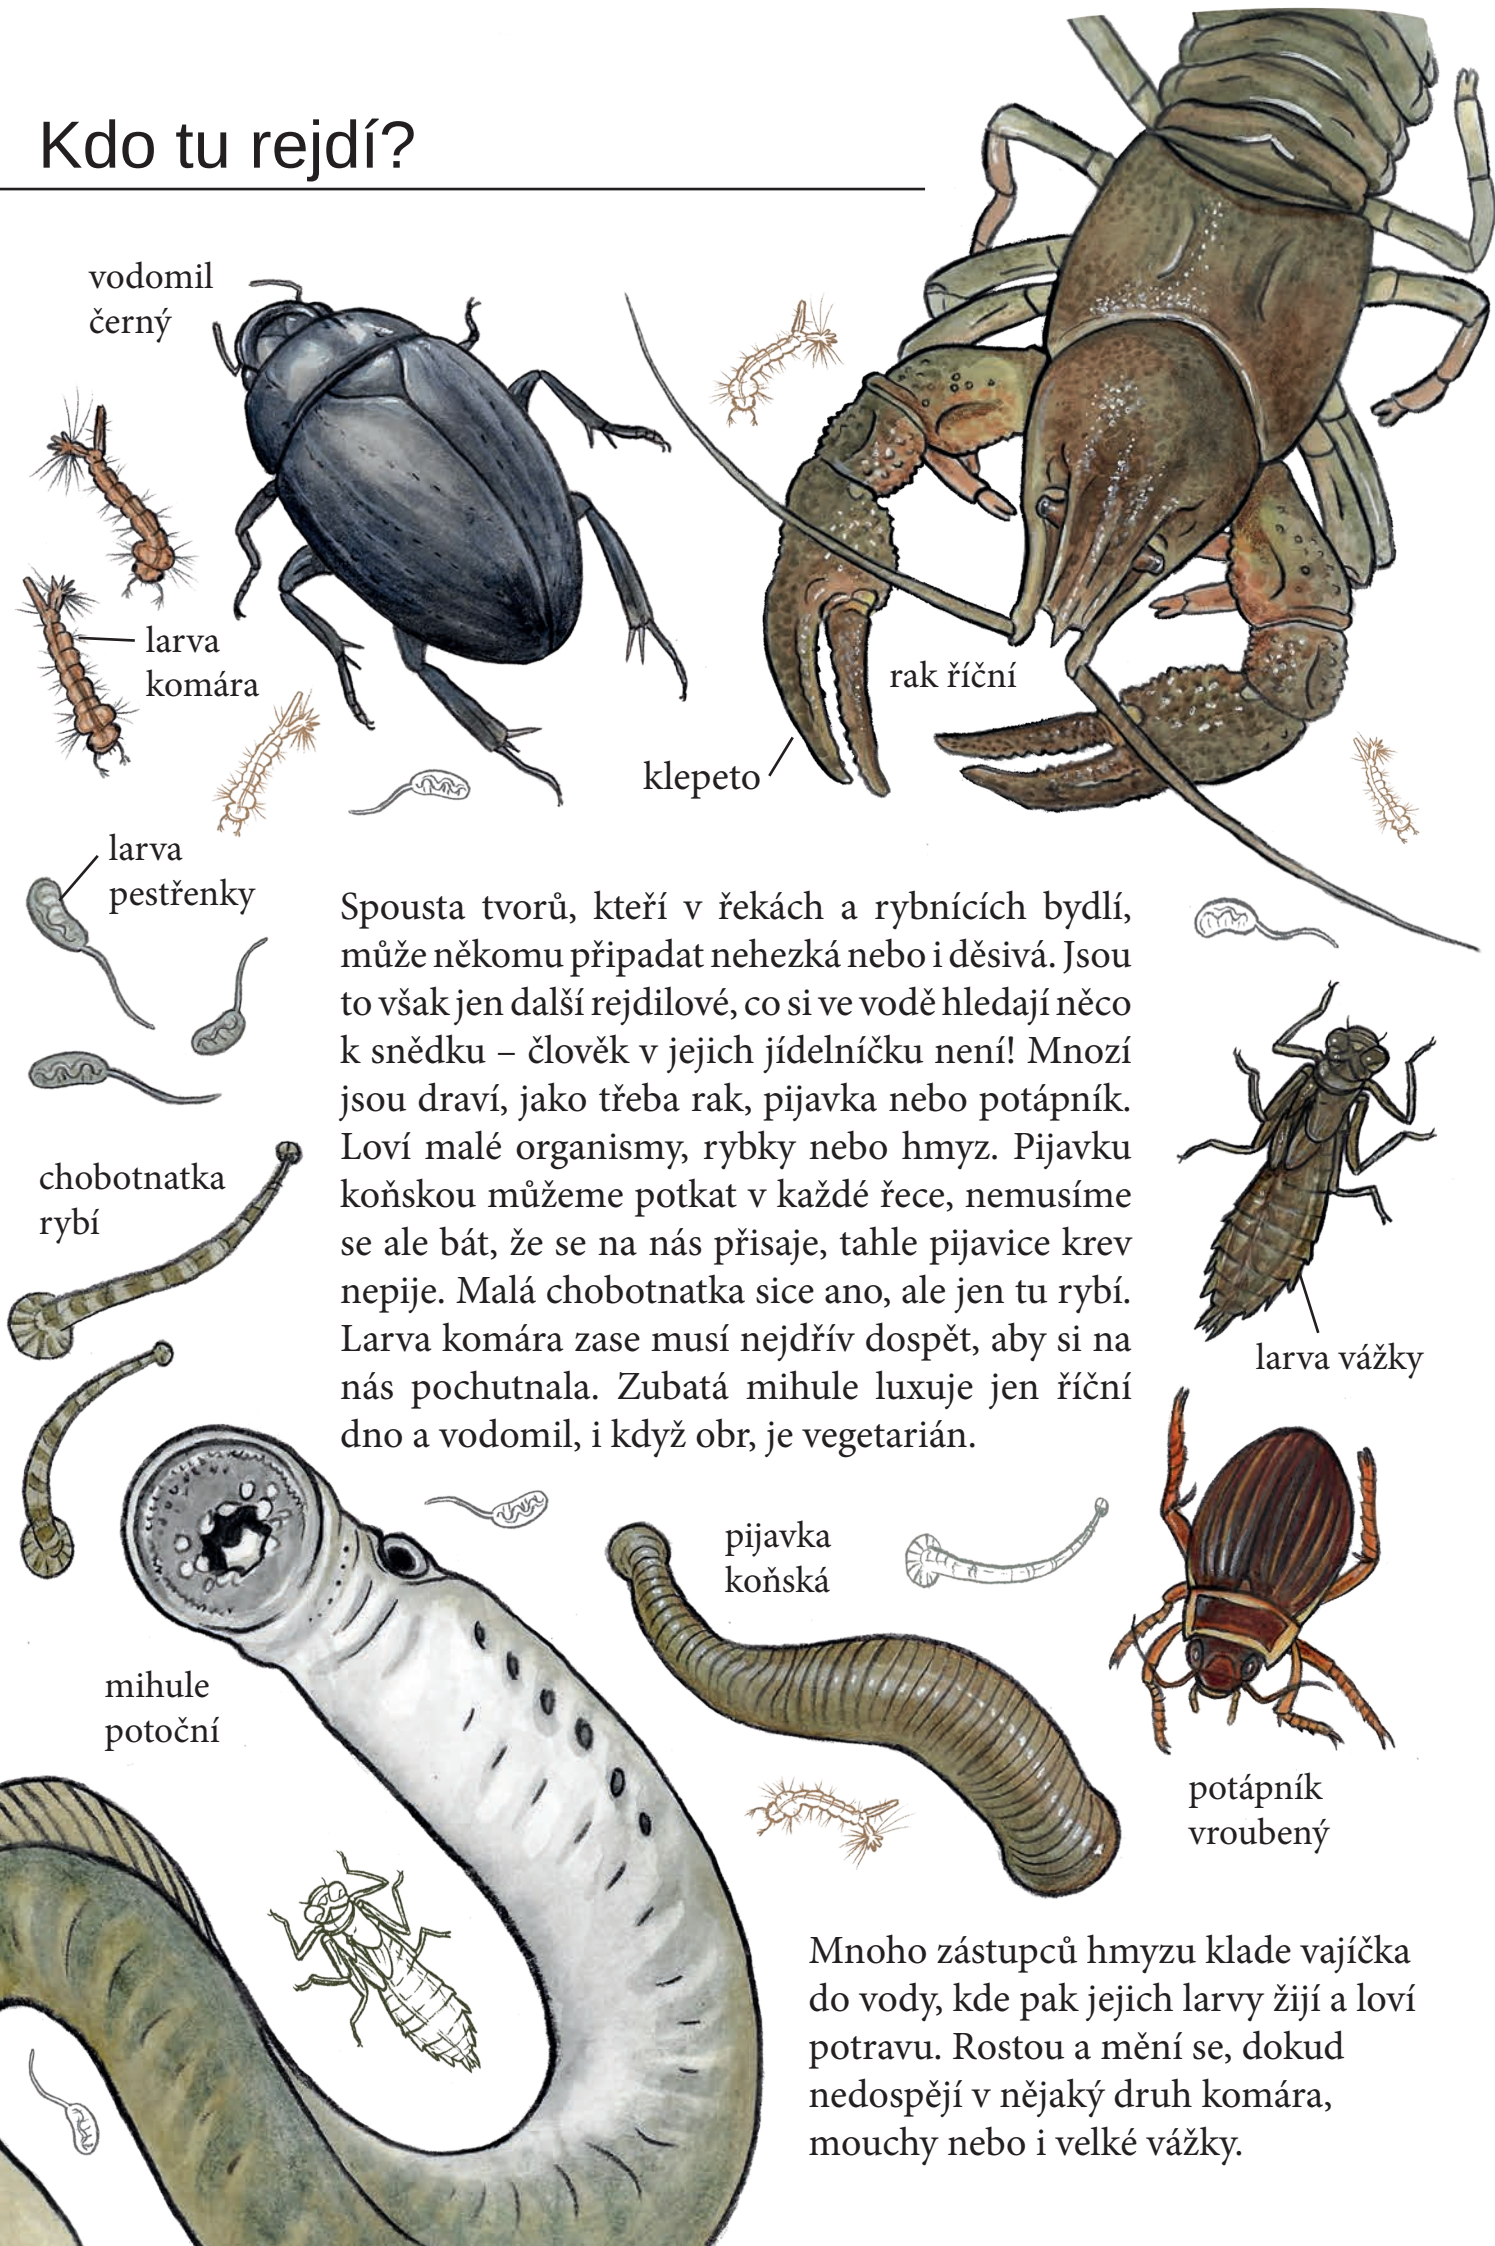 Kdo tu rejdí?
vodomil
černý
larva
komára
rak říční
klepeto
larva
pestřenky
Spousta tvorů, kteří v řekách a rybnících bydlí,
může někomu připadat nehezká nebo i děsivá. Jsou
to však jen další rejdilové, co si ve vodě hledají něco
k snědku – člověk v jejich jídelníčku není! Mnozí
jsou draví, jako třeba rak, pijavka nebo potápník.
Loví malé organismy, rybky nebo hmyz. Pijavku
koňskou můžeme potkat v každé řece, nemusíme
se ale bát, že se na nás přisaje, tahle pijavice krev
nepije. Malá chobotnatka sice ano, ale jen tu rybí.
Larva komára zase musí nejdřív dospět, aby si na
nás pochutnala. Zubatá mihule luxuje jen říční
dno a vodomil, i když obr, je vegetarián.
chobotnatka
rybí
larva vážky
pijavka
koňská
mihule
potoční
potápník
vroubený
Mnoho zástupců hmyzu klade vajíčka
do vody, kde pak jejich larvy žijí a loví
potravu. Rostou a mění se, dokud
nedospějí v nějaký druh komára,
mouchy nebo i velké vážky.